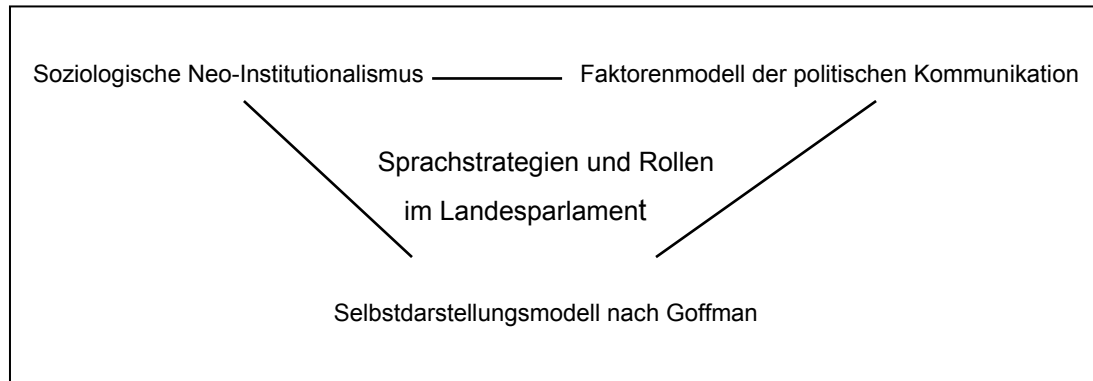 Soziologische Neo-Institutionalismus
Faktorenmodell der politischen Kommunikation
Sprachstrategien und Rollen
im Landesparlament
Selbstdarstellungsmodell nach Goffman